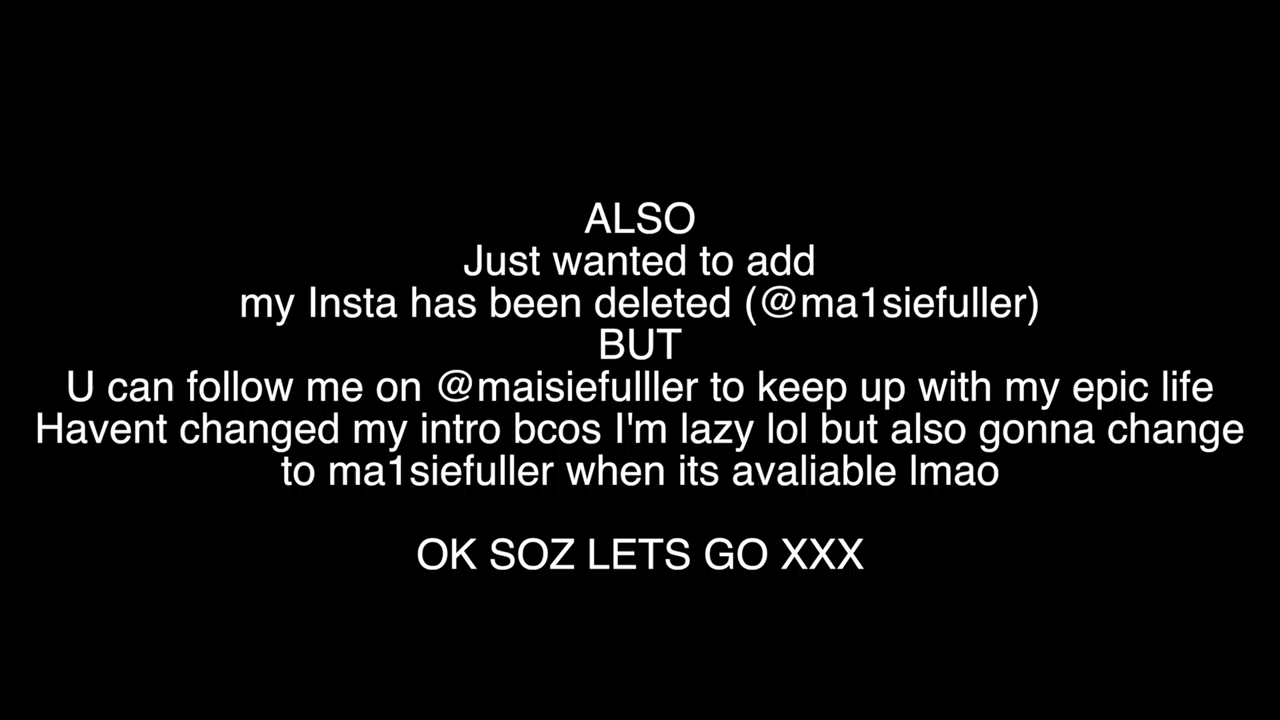 ALSO
Just wanted to add
my Insta has been deleted (@ma1siefuller)
BUT
U can follow me on @maisiefulller to keep up with my epic life
Havent changed my intro bcos I'm lazy lol but also gonna change
to ma1siefuller when its avaliable lmao
OK SOZ LETS GO XXX